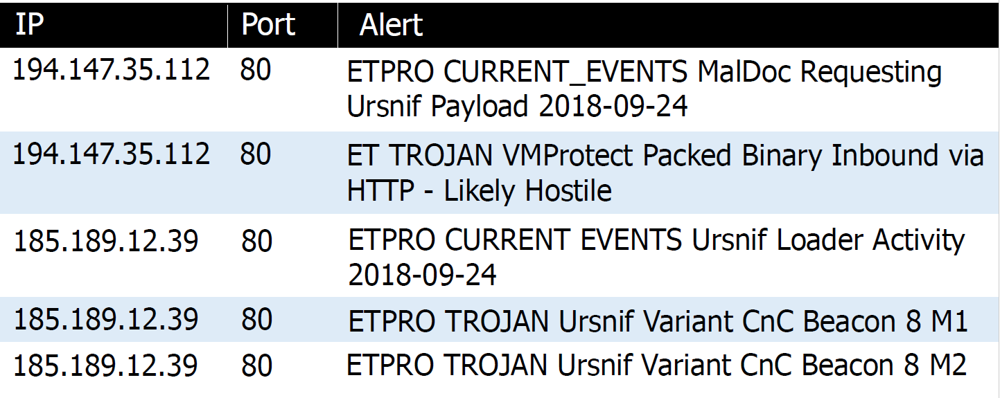 IP Port Alert
194.147.35.112 80 ETPRO CURRENT_EVENTS MalDoc Requesting
Ursnif Payload 2018-09-24
194.147.35.112 80 ET TROJAN VMProtect Packed Binary Inbound via
HTTP - Likely Hostile
185.189.12.39 80 ETPRO CURRENT EVENTS Ursnif Loader Activity
2018-09-24
185.189.12.39 80 ETPRO TROJAN Ursnif Variant CnC Beacon 8 M1
185.189.12.39 80 ETPRO TROJAN Ursnif Variant CnC Beacon 8 M2